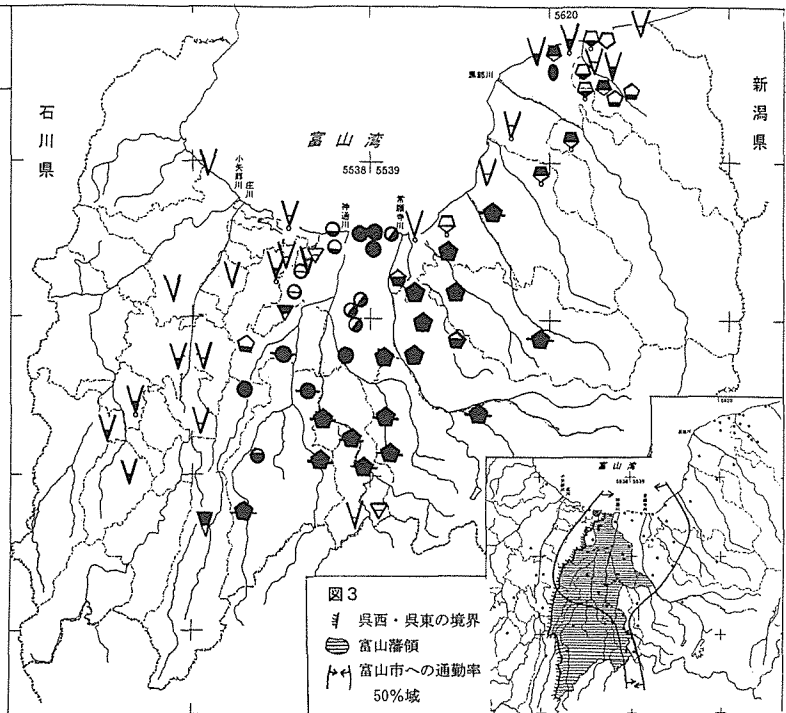 5620
黒部川
新潟県
石川県
富山湾
5538 5539
小矢部川
庄川
神通川
常願寺川
5620
富山湾
5538 5539
図3
呉西・呉東の境界
富山藩領
富山市への通勤率
50%域